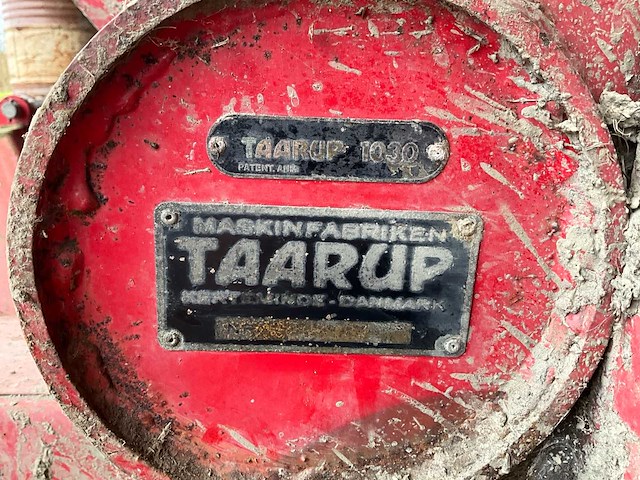 TAARUP 1030
PATENT. ANM.
MASKINFABRIKEN
TAARUP
KERTEMINDE - DANMARK